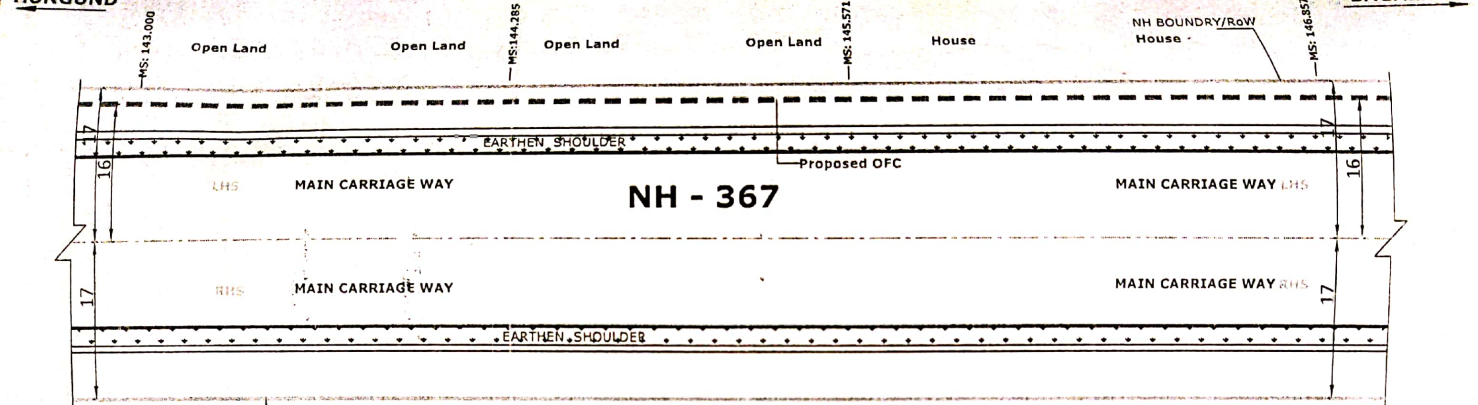 MS: 143.000
MS:144.285
MS: 145.571
MS: 146.857
NH BOUNDRY/RoW
Open Land
Open Land
Open Land
Open Land
House
House
17
16
EARTHEN SHOULDER
17
16
Proposed OFC
LHS
MAIN CARRIAGE WAY
NH - 367
MAIN CARRIAGE WAY LHS
RHS
MAIN CARRIAGE WAY
MAIN CARRIAGE WAY RHS
17
17
EARTHEN SHOULDER